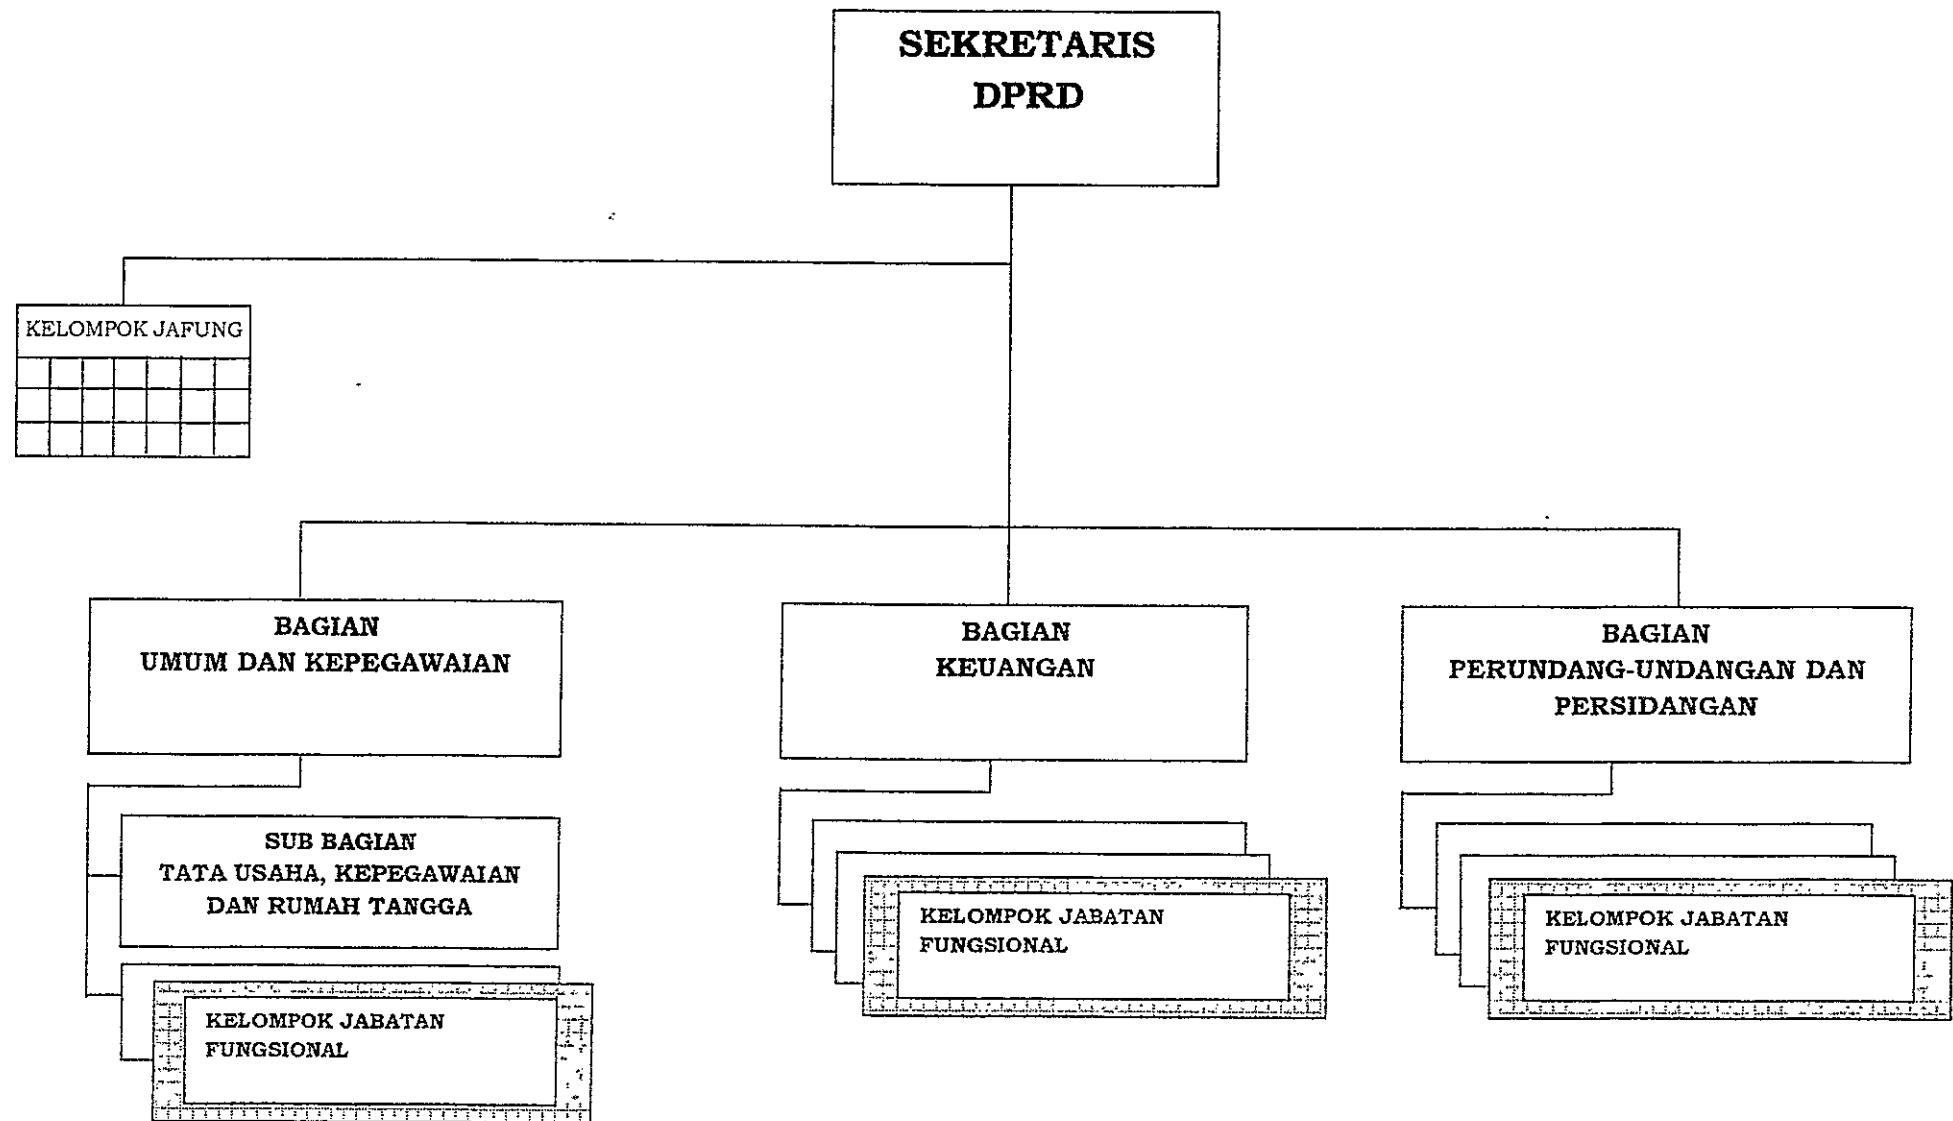 SEKRETARIS
DPRD
KELOMPOK JAFUNG
BAGIAN
UMUM DAN KEPEGAWAIAN
BAGIAN
KEUANGAN
BAGIAN
PERUNDANG-UNDANGAN DAN
PERSIDANGAN
SUB BAGIAN
TATA USAHA, KEPEGAWAIAN
DAN RUMAH TANGGA
KELOMPOK JABATAN
FUNGSIONAL
KELOMPOK JABATAN
FUNGSIONAL
KELOMPOK JABATAN
FUNGSIONAL